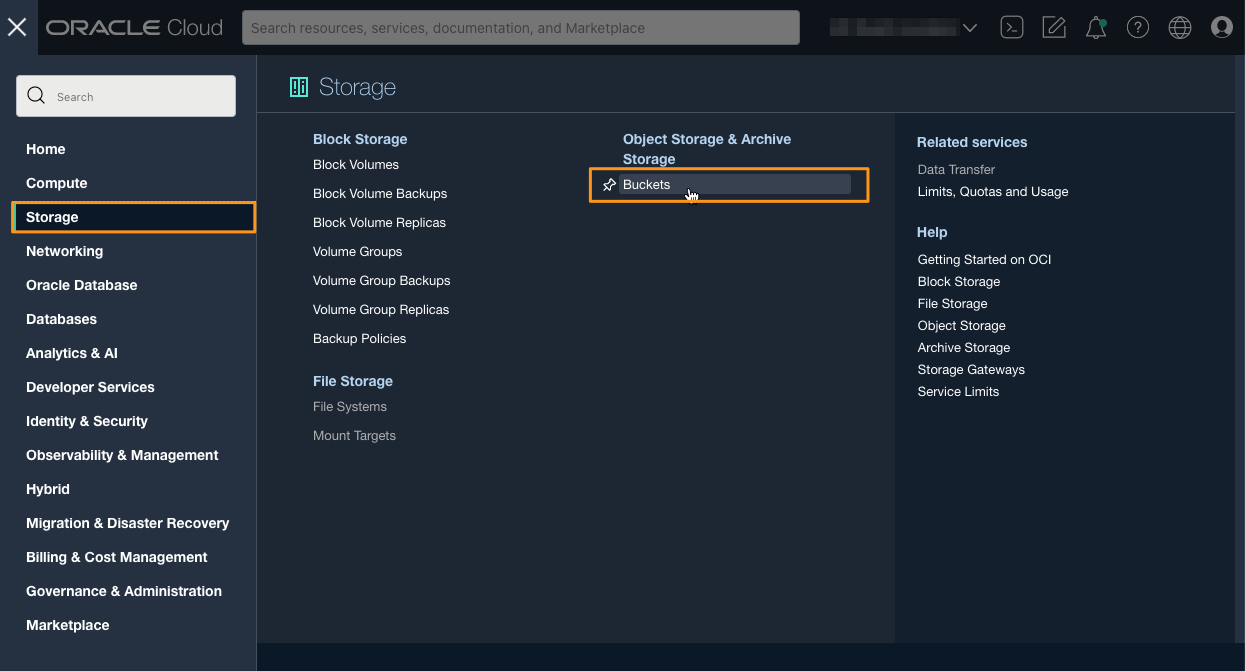 ORACLE Cloud
Search resources, services, documentation, and Marketplace
Search
Home
Compute
Storage
Networking
Oracle Database
Databases
Analytics & AI
Developer Services
Identity & Security
Observability & Management
Hybrid
Migration & Disaster Recovery
Billing & Cost Management
Governance & Administration
Marketplace
Storage
Block Storage
Block Volumes
Block Volume Backups
Block Volume Replicas
Volume Groups
Volume Group Backups
Volume Group Replicas
Backup Policies
File Storage
File Systems
Mount Targets
Object Storage & Archive
Storage
Buckets
Related services
Data Transfer
Limits, Quotas and Usage
Help
Getting Started on OCI
Block Storage
File Storage
Object Storage
Archive Storage
Storage Gateways
Service Limits